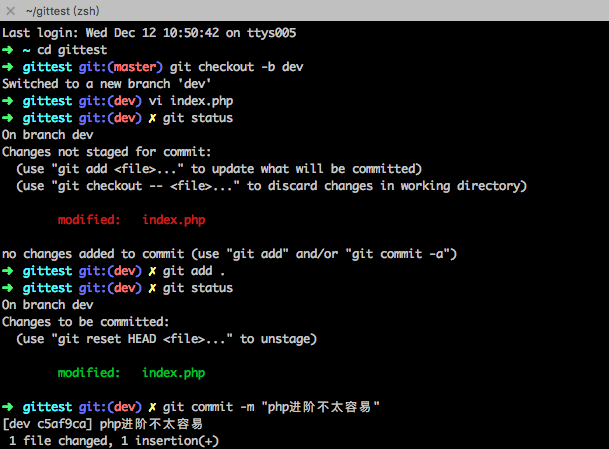 × ~/gittest (zsh)
Last login: Wed Dec 12 10:50:42 on ttys005
➜ ~ cd gittest
➜ gittest git:(master) git checkout -b dev
Switched to a new branch 'dev'
➜ gittest git:(dev) vi index.php
➜ gittest git:(dev) ✗ git status
On branch dev
Changes not staged for commit:
(use "git add <file>..." to update what will be committed)
(use "git checkout -- <file>..." to discard changes in working directory)
modified: index.php
no changes added to commit (use "git add" and/or "git commit -a")
➜ gittest git:(dev) ✗ git add .
➜ gittest git:(dev) ✗ git status
On branch dev
Changes to be committed:
(use "git reset HEAD <file>..." to unstage)
modified: index.php
➜ gittest git:(dev) ✗ git commit -m "php进阶不太容易"
[dev c5af9ca] php进阶不太容易
1 file changed, 1 insertion(+)